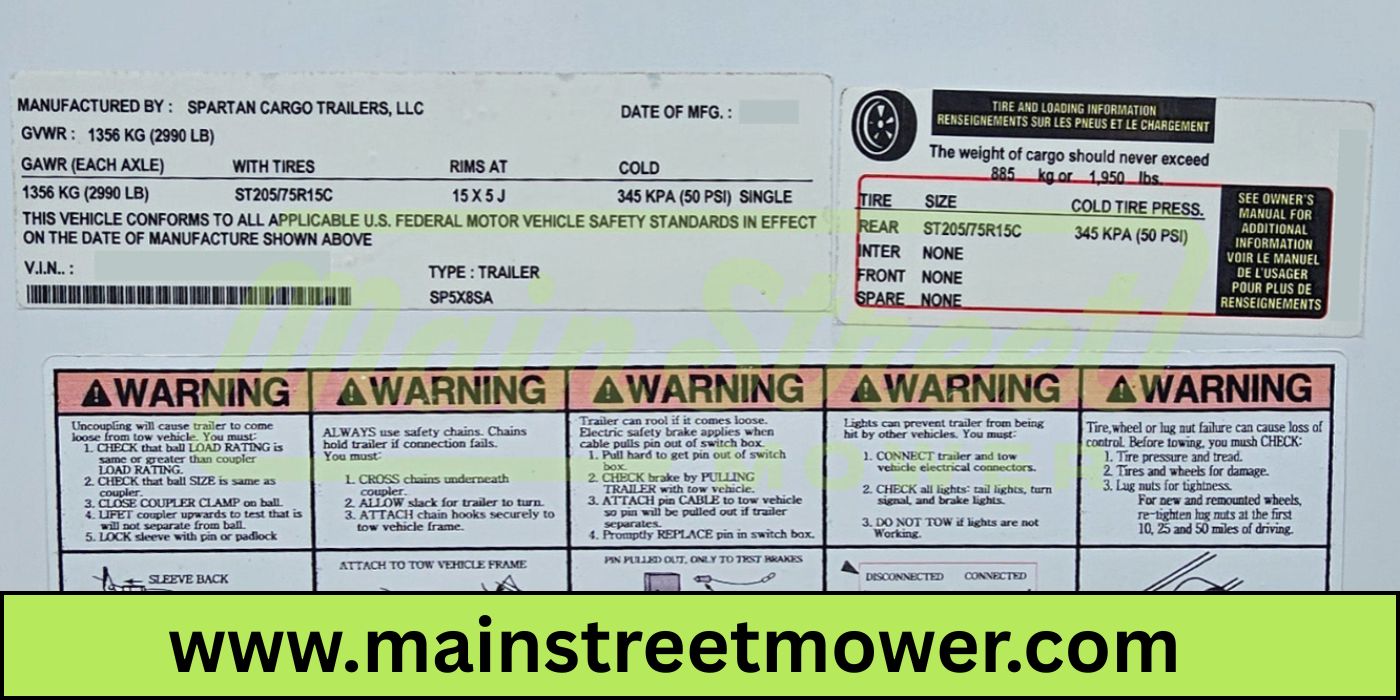 MANUFACTURED BY : SPARTAN CARGO TRAILERS, LLC DATE OF MFG. :
GVWR : 1356 KG (2990 LB)
GAWR (EACH AXLE) WITH TIRES RIMS AT COLD
1356 KG (2990 LB) ST205/75R15C 15 X 5 J 345 KPA (50 PSI) SINGLE
THIS VEHICLE CONFORMS TO ALL APPLICABLE U.S. FEDERAL MOTOR VEHICLE SAFETY STANDARDS IN EFFECT
ON THE DATE OF MANUFACTURE SHOWN ABOVE
V.I.N.. : TYPE : TRAILER
SP5X8SA
TIRE AND LOADING INFORMATION
RENSEIGNEMENTS SUR LES PNEUS ET LE CHARGEMENT
The weight of cargo should never exceed
885 kg or 1,950 lbs.
TIRE SIZE COLD TIRE PRESS.
REAR ST205/75R15C 345 KPA (50 PSI)
INTER NONE
FRONT NONE
SPARE NONE
SEE OWNER'S
MANUAL FOR
ADDITIONAL
INFORMATION
VOIR LE MANUEL
DE L'USAGER
POUR PLUS DE
RENSEIGNEMENTS
Main Street
MOWER
WARNING
Uncoupling will cause trailer to come
loose from tow vehicle. You must:
1. CHECK that ball LOAD RATING is
same or greater than coupler
LOAD RATING.
2. CHECK that ball SIZE is same as
coupler.
3. CLOSE COUPLER CLAMP on ball.
4. LIFET coupler upwards to test that is
will not separate from ball.
5. LOCK sleeve with pin or padlock
SLEEVE BACK
WARNING
ALWAYS use safety chains. Chains
hold trailer if connection fails.
You must:
1. CROSS chains underneath
coupler.
2. ALLOW slack for trailer to turn.
3. ATTACH chain hooks securely to
tow vehicle frame.
ATTACH TO TOW VEHICLE FRAME
WARNING
Trailer can rool if it comes loose.
Electric safety brake applies when
cable pulls pin out of switch box.
1. Pull hard to get pin out of switch
box.
2. CHECK brake by PULLING
TRAILER with tow vehicle.
3. ATTACH pin CABLE to tow vehicle
so pin will be pulled out if trailer
separates.
4. Promptly REPLACE pin in switch box.
PIN PULLED OUT, ONLY TO TEST BRAKES
WARNING
Lights can prevent trailer from being
hit by other vehicles. You must:
1. CONNECT trailer and tow
vehicle electrical connectors.
2. CHECK all lights: tail lights, turn
signal, and brake lights.
3. DO NOT TOW if lights are not
Working.
DISCONNECTED CONNECTED
WARNING
Tire,wheel or lug nut failure can cause loss of
control. Before towing, you mush CHECK:
1. Tire pressure and tread.
2. Tires and wheels for damage.
3. Lug nuts for tightness.
For new and remounted wheels,
re-tighten lug nuts at the first
10, 25 and 50 miles of driving.
www.mainstreetmower.com